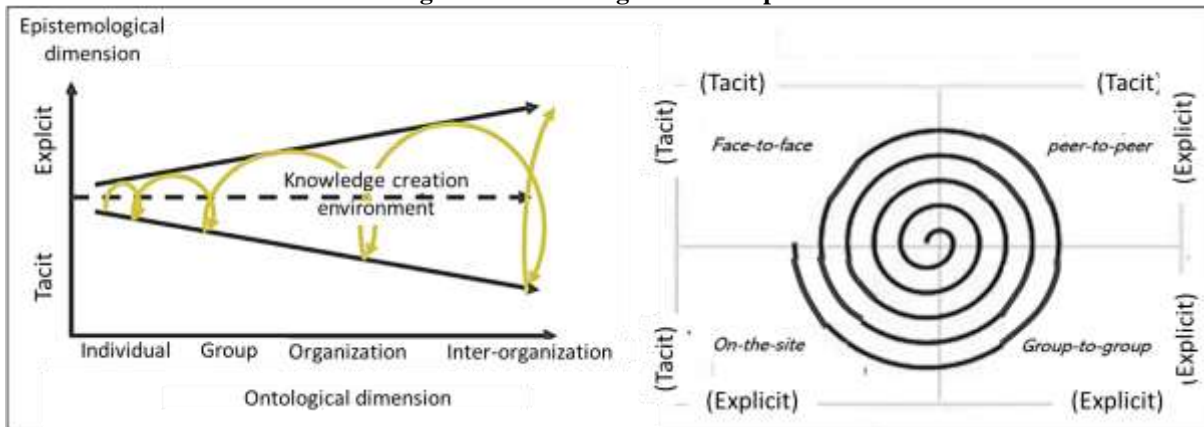 Epistemological
dimension
Explcit
Tacit
Knowledge creation
environment
Individual
Group
Organization
Inter-organization
Ontological dimension
(Tacit)
(Tacit)
(Tacit)
(Explicit)
Face-to-face
peer-to-peer
On-the-site
Group-to-group
(Tacit)
(Explicit)
(Explicit)
(Explicit)